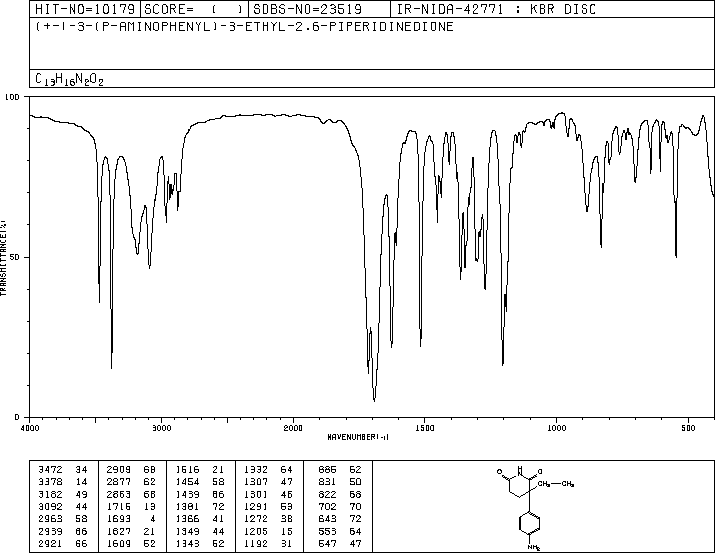 HIT-NO=10179 SCORE= ( ) SDBS-NO=23519 IR-NIDA-42771 : KBR DISC
(+-)-3-(P-AMINOPHENYL)-3-ETHYL-2,6-PIPERIDINEDIONE
C13H16N2O2
100
50
0
TRANSMITTANCE(%)
4000 3000 2000 1500 1000 500
WAVENUMBER(-1)
3472 34 2909 68 1516 21 1332 64 886 62
3378 14 2877 62 1454 58 1307 47 831 50
3182 49 2863 66 1439 66 1301 46 822 68
3092 44 1716 13 1381 72 1291 53 702 70
2963 58 1693 4 1366 41 1272 38 643 72
2939 66 1627 21 1349 44 1205 15 553 64
2921 66 1609 52 1343 62 1192 31 547 47
H
N
O O
CH2 CH3
NH2